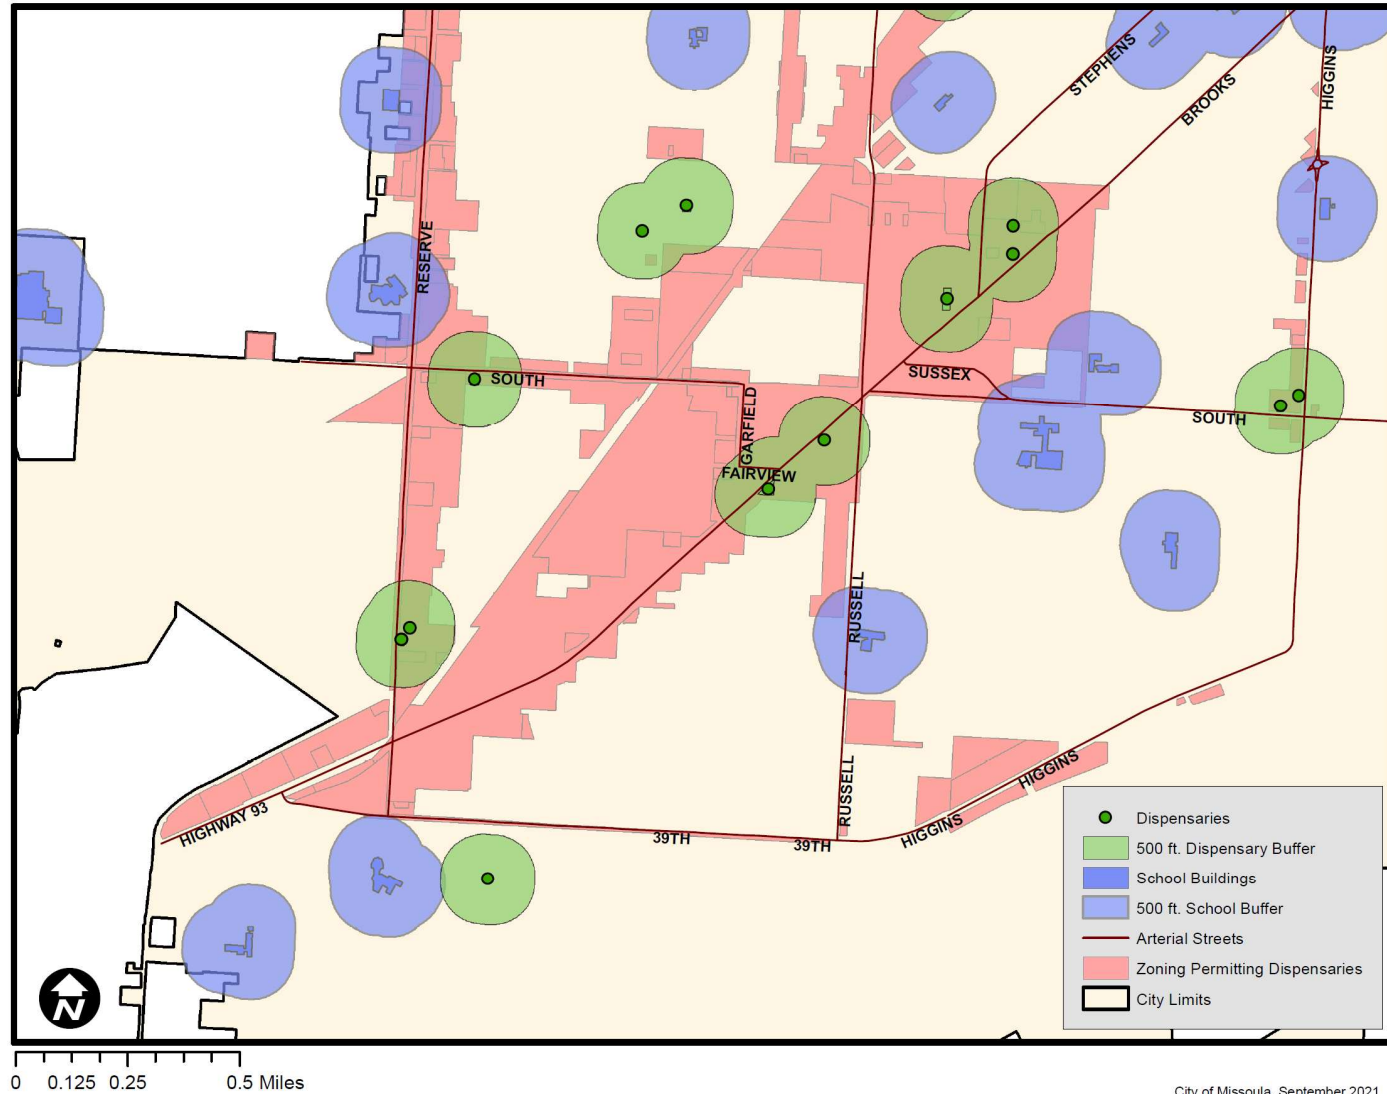 STEPHENS
BROOKS
HIGGINS
RESERVE
SOUTH
SUSSEX
SOUTH
GARFIELD
FAIRVIEW
RUSSELL
RUSSELL
HIGGINS
HIGHWAY 93
39TH
39TH
HIGGINS
Dispensaries
500 ft. Dispensary Buffer
School Buildings
500 ft. School Buffer
Arterial Streets
Zoning Permitting Dispensaries
City Limits
N
0 0.125 0.25 0.5 Miles
City of Missoula, September 2021